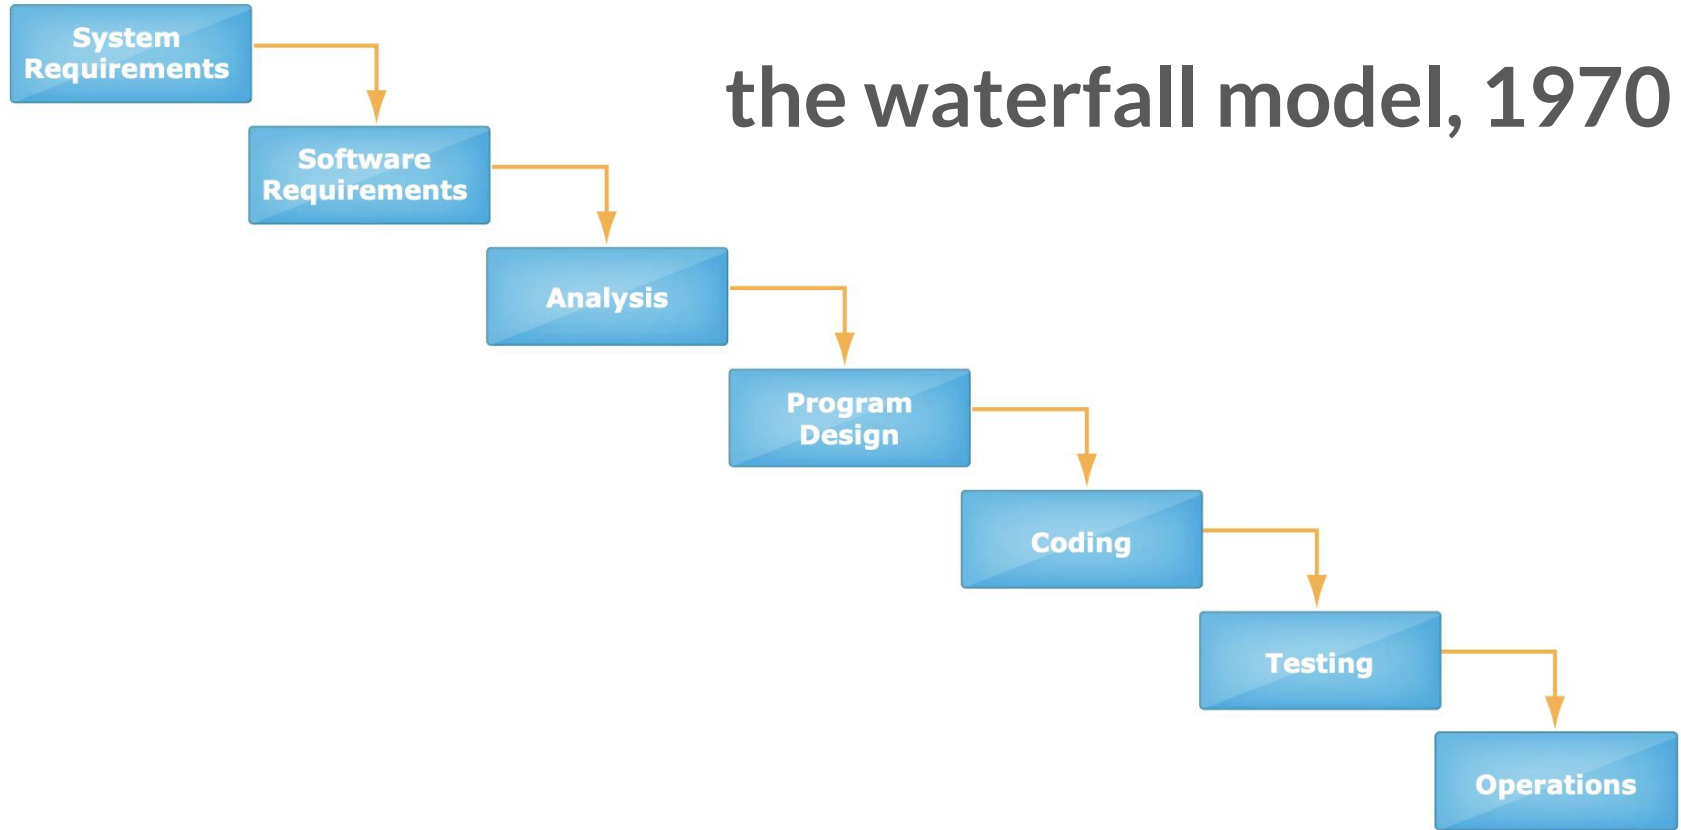 System
Requirements
the waterfall model, 1970
Software
Requirements
Analysis
Program
Design
Coding
Testing
Operations